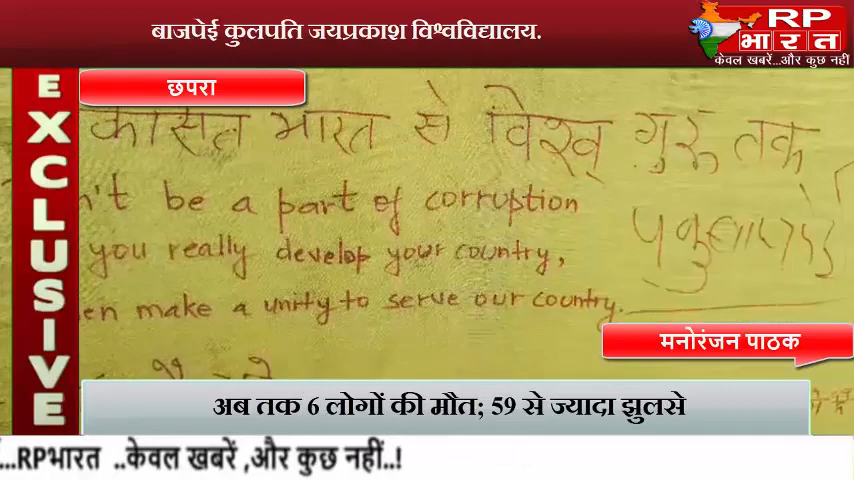 बाजपेई कुलपति जयप्रकाश विश्वविद्यालय.
RP
भारत
केवल खबरें...और कुछ नहीं
EXCLUSIVE
छपरा
कासित भारत से विश्व गुरु तक
n't be a part of corruption
you really develop your country,
en make a unity to serve our country.
मनोरंजन पाठक
अब तक 6 लोगों की मौत; 59 से ज्यादा झुलसे
...RPभारत ..केवल खबरें ,और कुछ नहीं..!